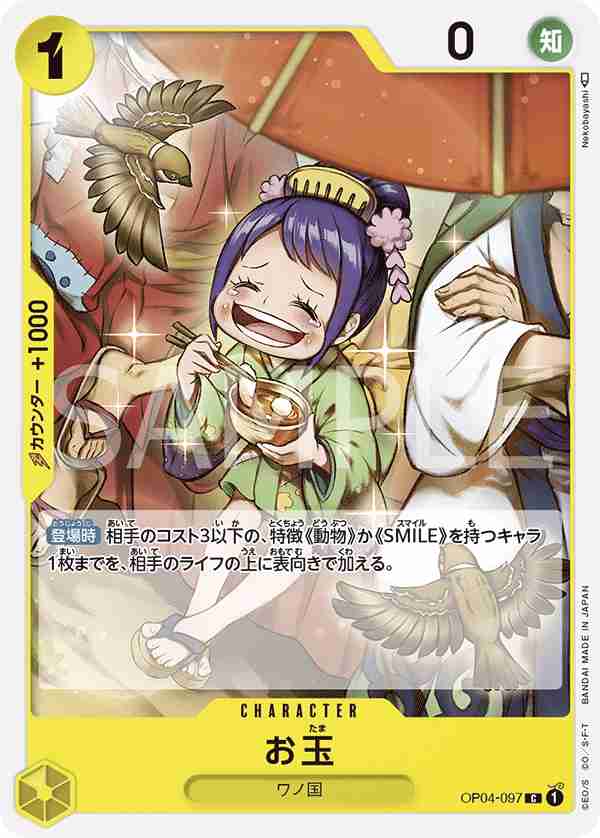 1
0
知
Nekobayashi
カウンター +1000
SAMPLE
登場時 相手のコスト3以下の、特徴《動物》か《SMILE》を持つキャラ
1枚までを、相手のライフの上に表向きで加える。
CHARACTER
たま
お玉
ワノ国
OP04-097 C 1
©EO/S ©O／S･F･T BANDAI MADE IN JAPAN